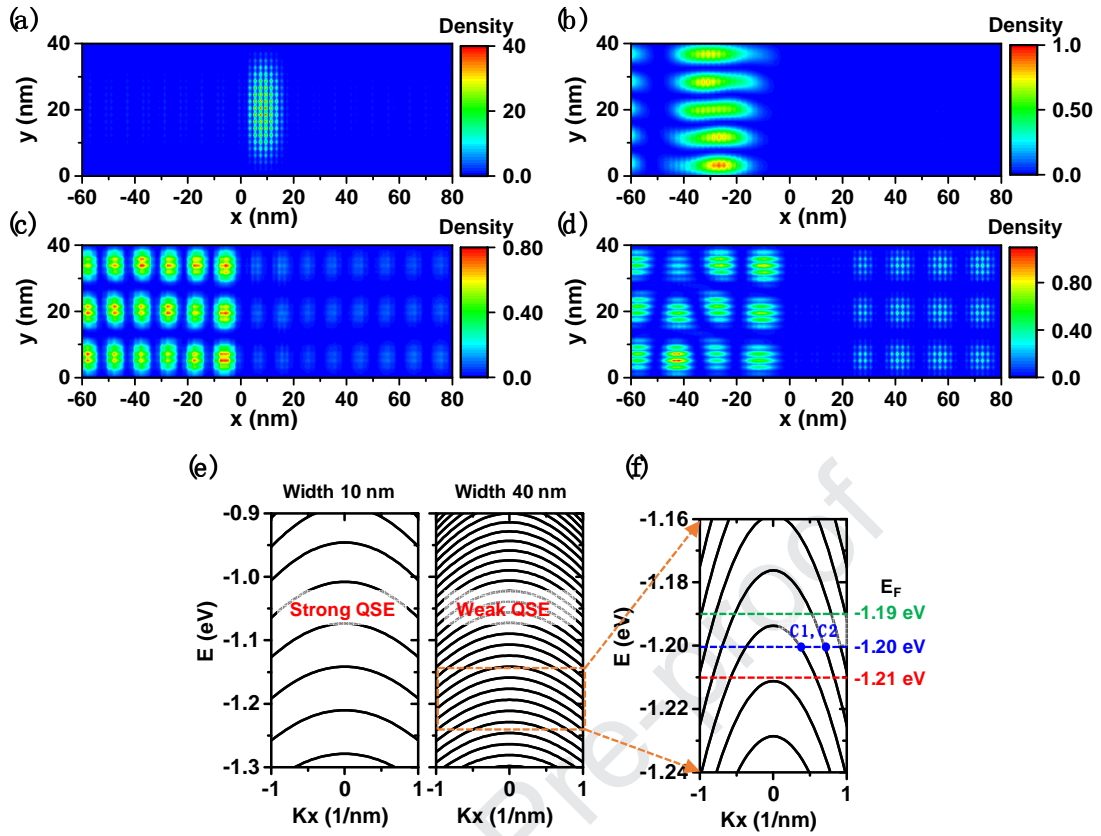 (a)
Density
40
20
0.0
y (nm)
40
20
0
-60 -40 -20 0 20 40 60 80
x (nm)
(b)
Density
1.0
0.50
0.0
y (nm)
40
20
0
-60 -40 -20 0 20 40 60 80
x (nm)
(c)
Density
0.80
0.40
0.0
y (nm)
40
20
0
-60 -40 -20 0 20 40 60 80
x (nm)
(d)
Density
0.80
0.40
0.0
y (nm)
40
20
0
-60 -40 -20 0 20 40 60 80
x (nm)
(e)
Width 10 nm
Width 40 nm
E (eV)
-0.9
-1.0
-1.1
-1.2
-1.3
Strong QSE
Weak QSE
-1 0 1
-1 0 1
Kx (1/nm)
Kx (1/nm)
(f)
E (eV)
-1.16
-1.18
-1.20
-1.22
-1.24
C1, C2
EF
-1.19 eV
-1.20 eV
-1.21 eV
-1 0 1
Kx (1/nm)
Pre-proof